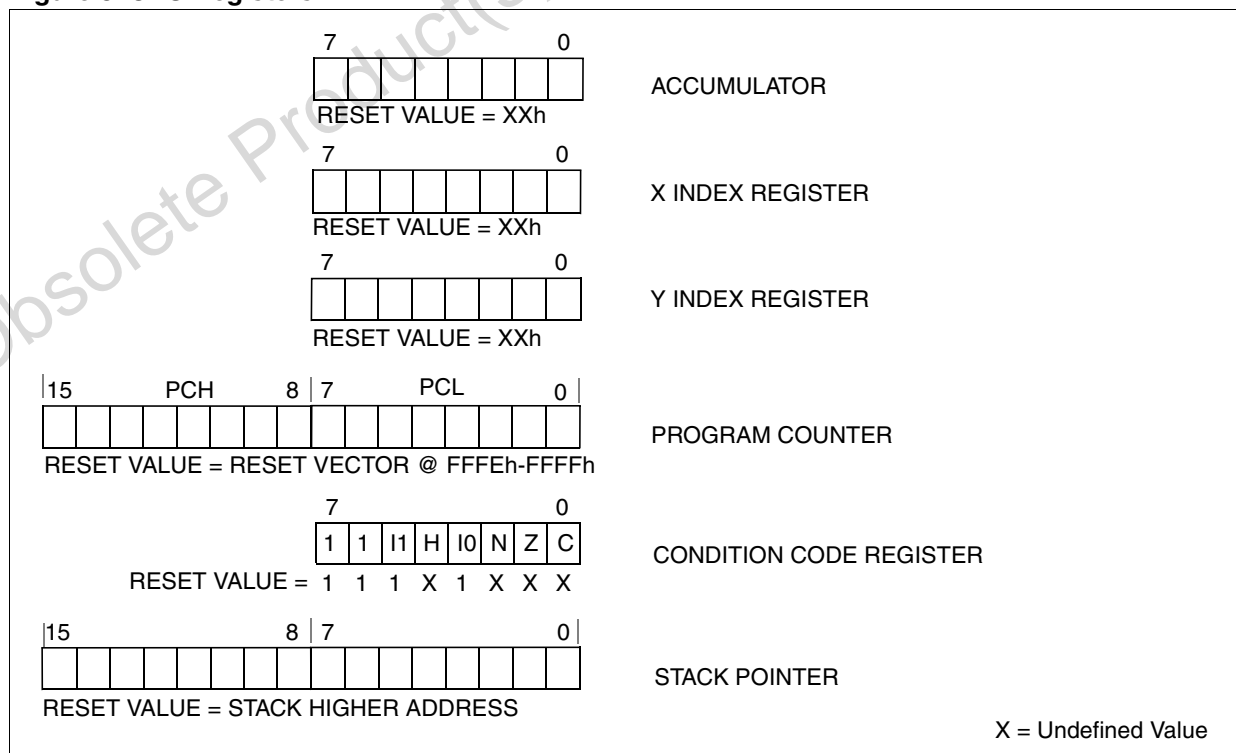 7 0
ACCUMULATOR
RESET VALUE = XXh
7 0
X INDEX REGISTER
RESET VALUE = XXh
7 0
Y INDEX REGISTER
RESET VALUE = XXh
15 PCH 8 7 PCL 0
PROGRAM COUNTER
RESET VALUE = RESET VECTOR @ FFFEh-FFFFh
7 0
1 1 I1 H I0 N Z C
CONDITION CODE REGISTER
RESET VALUE = 1 1 1 X 1 X X X
15 8 7 0
STACK POINTER
RESET VALUE = STACK HIGHER ADDRESS
X = Undefined Value
Obsolete Product(s)